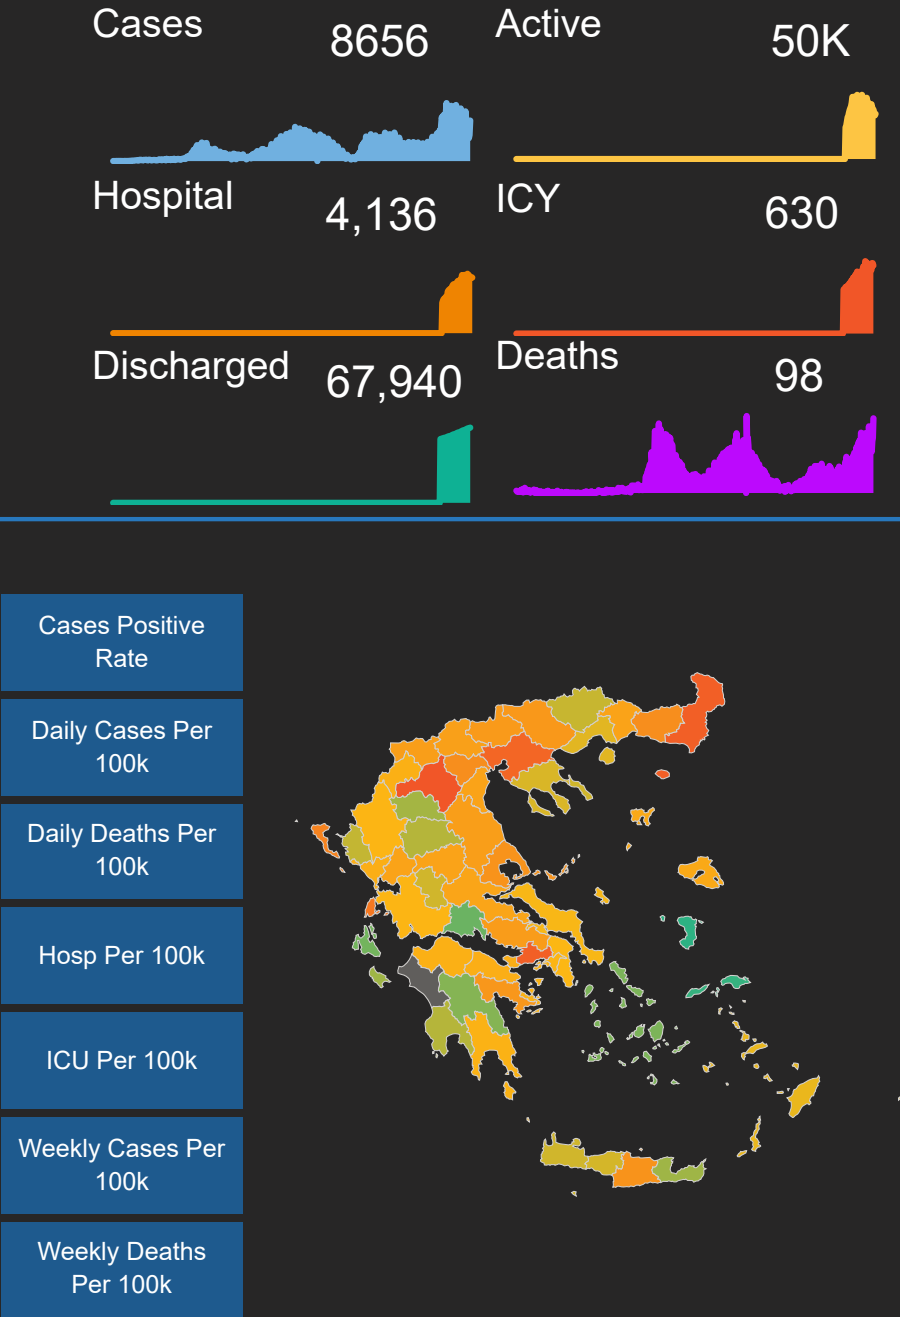 Cases
8656
Active
50K
Hospital
4,136
ICY
630
Discharged
67,940
Deaths
98
Cases Positive
Rate
Daily Cases Per
100k
Daily Deaths Per
100k
Hosp Per 100k
ICU Per 100k
Weekly Cases Per
100k
Weekly Deaths
Per 100k